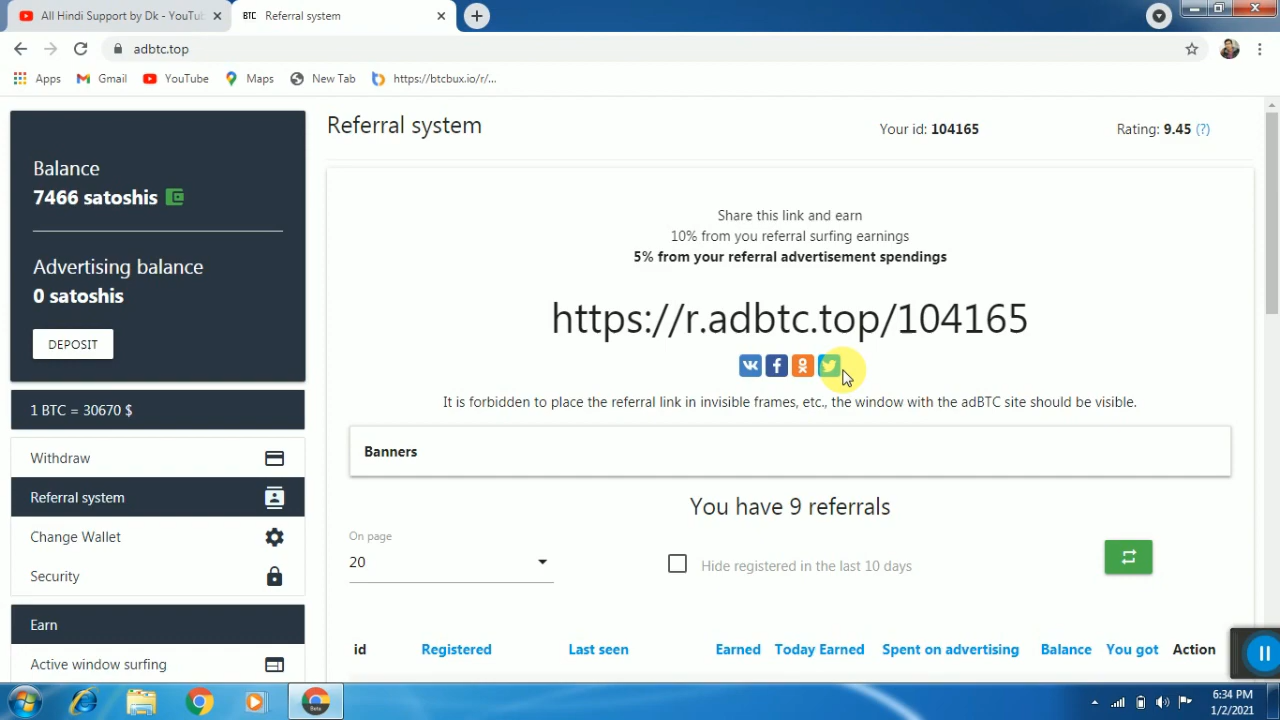 All Hindi Support by Dk - YouTu
BTC Referral system
adbtc.top
Apps Gmail YouTube Maps New Tab https://btcbux.io/r/...
Balance
7466 satoshis
Advertising balance
0 satoshis
DEPOSIT
1 BTC = 30670 $
Withdraw
Referral system
Change Wallet
Security
Earn
Active window surfing
Referral system
Your id: 104165
Rating: 9.45 (?)
Share this link and earn
10% from you referral surfing earnings
5% from your referral advertisement spendings
https://r.adbtc.top/104165
It is forbidden to place the referral link in invisible frames, etc., the window with the adBTC site should be visible.
Banners
You have 9 referrals
On page
20
Hide registered in the last 10 days
id Registered Last seen Earned Today Earned Spent on advertising Balance You got Action
Beta
6:34 PM
1/2/2021